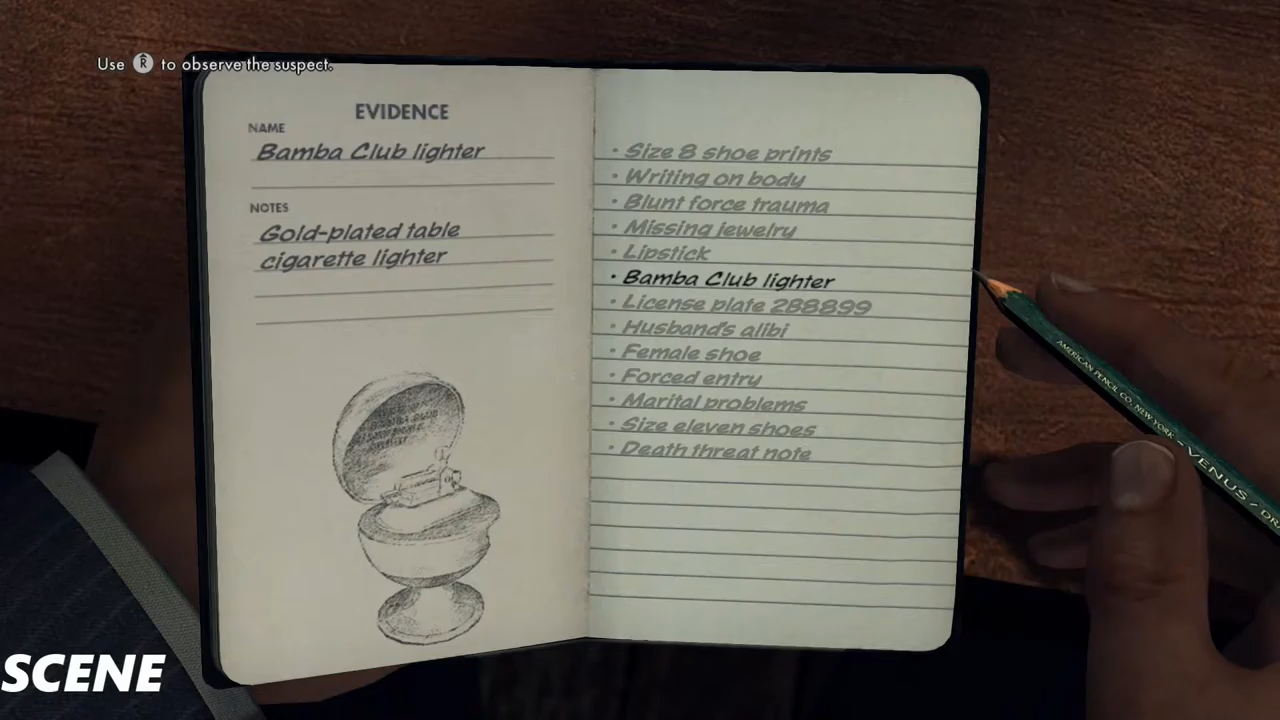 Use R to observe the suspect.
EVIDENCE
NAME
Bamba Club lighter
NOTES
Gold-plated table
cigarette lighter
• Size 8 shoe prints
• Writing on body
• Blunt force trauma
• Missing jewelry
• Lipstick
• Bamba Club lighter
• License plate 2B8899
• Husband's alibi
• Female shoe
• Forced entry
• Marital problems
• Size eleven shoes
• Death threat note
AMERICAN PENCIL CO. NEW YORK VENUS / DRA
SCENE